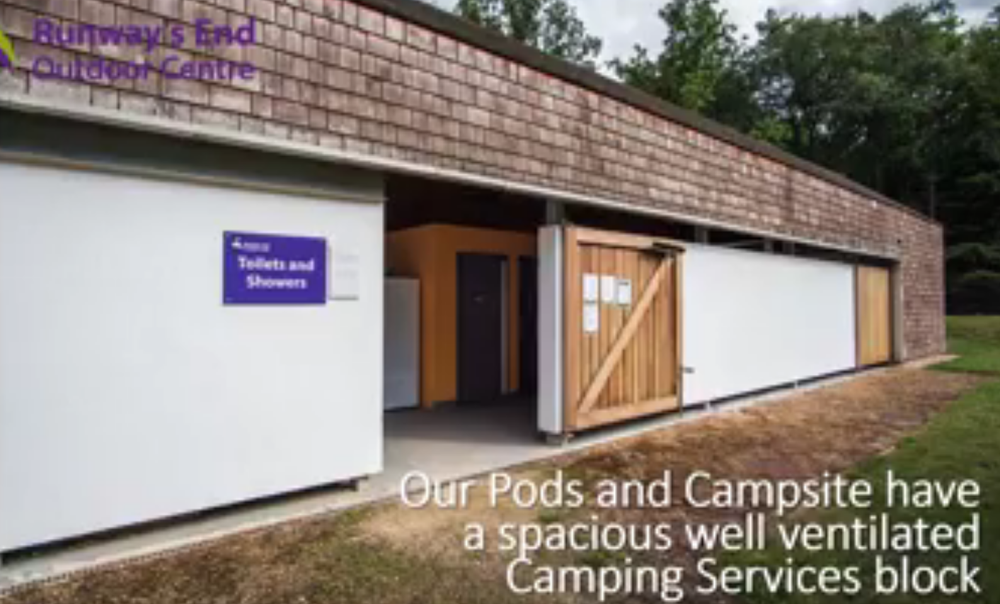 Runway's End
Outdoor Centre
Toilets and
Showers
Our Pods and Campsite have
a spacious well ventilated
Camping Services block